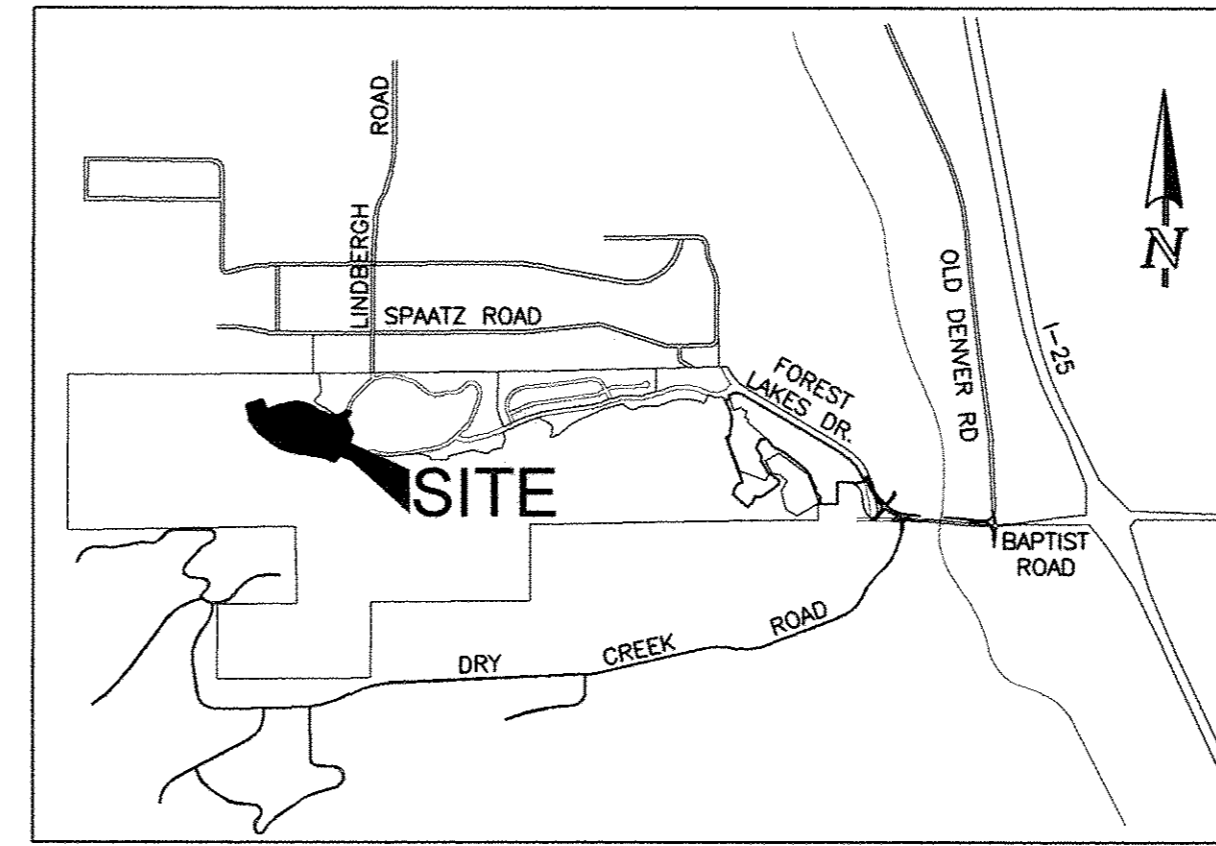 LINDBERGH ROAD
SPAATZ ROAD
FOREST
LAKES DR.
OLD DENVER RD
I-25
N
SITE
BAPTIST
ROAD
DRY CREEK ROAD